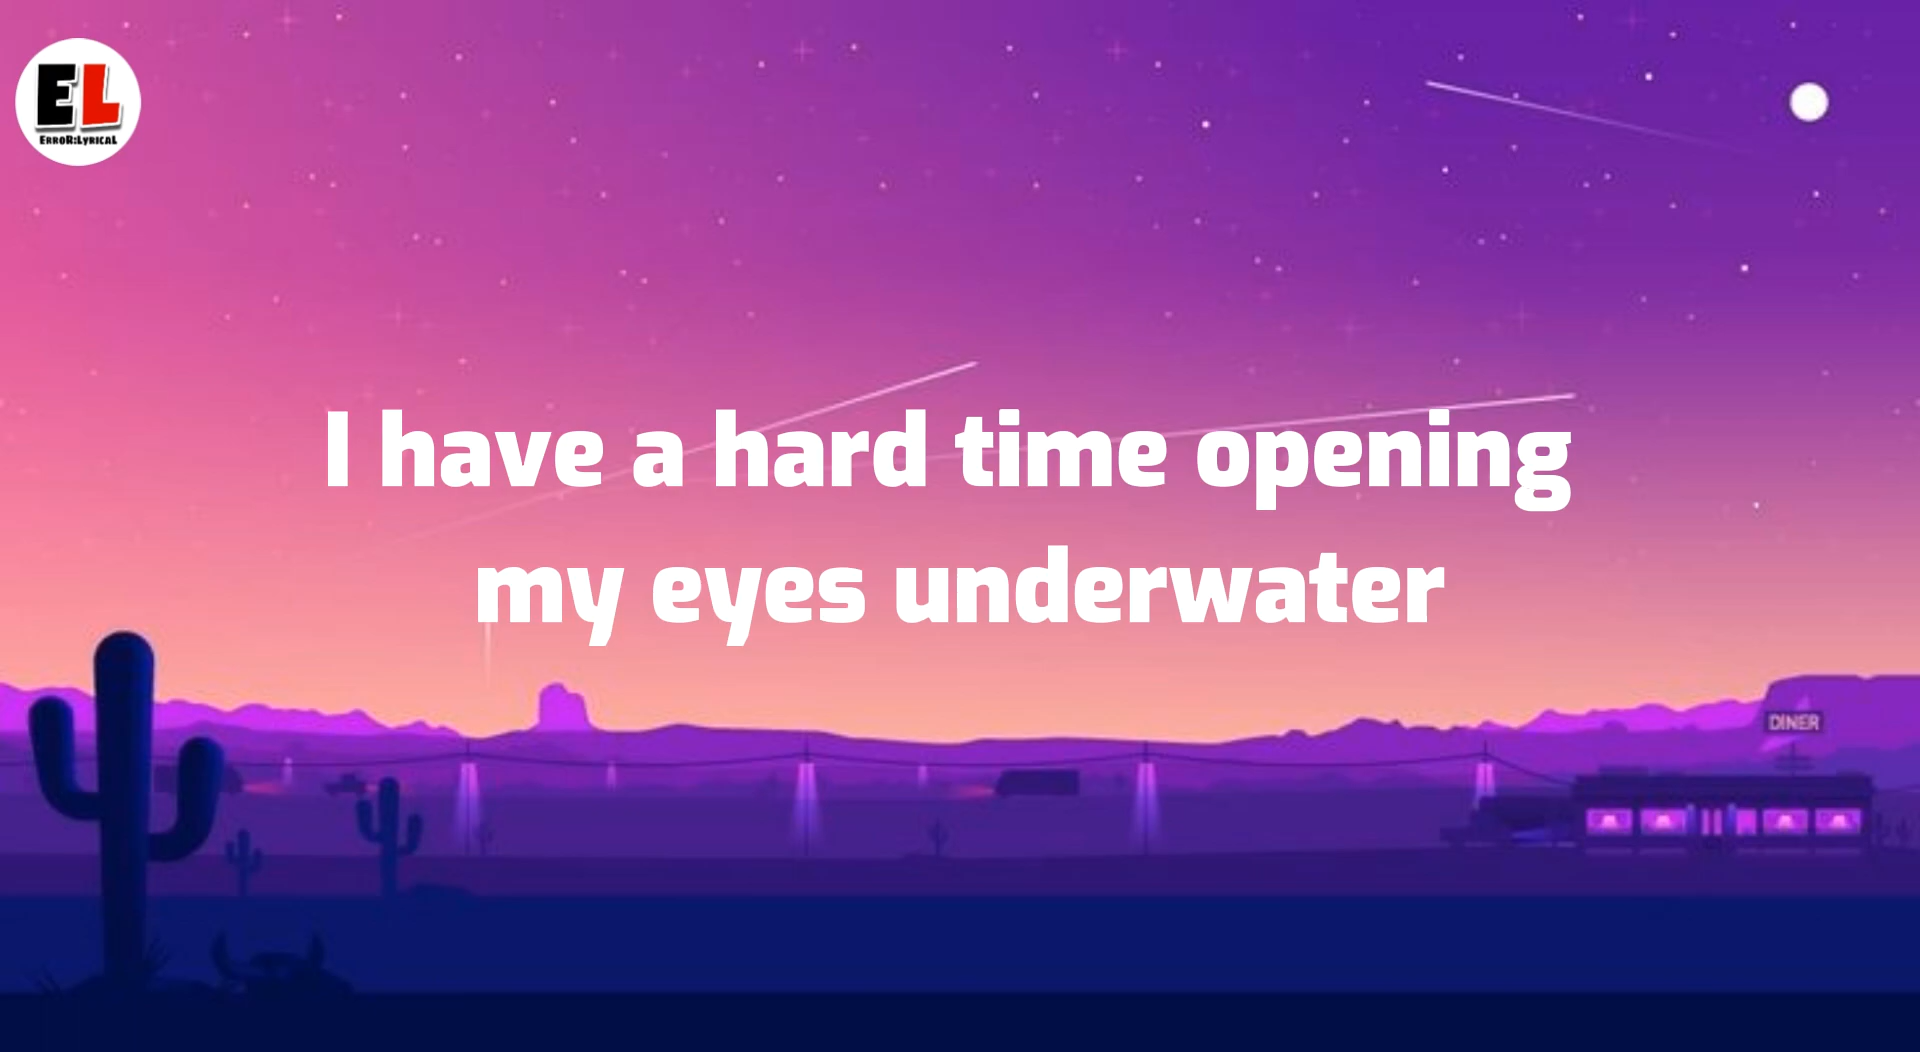 EL
ErroR:LyricaL
I have a hard time opening
my eyes underwater
DINER